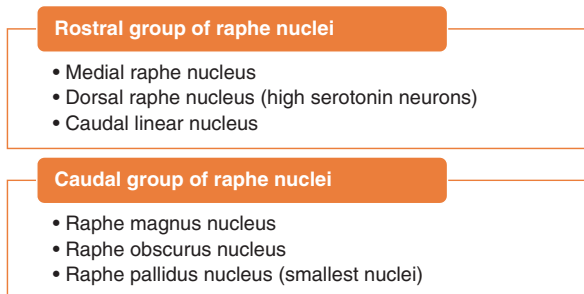 Rostral group of raphe nuclei
• Medial raphe nucleus
• Dorsal raphe nucleus (high serotonin neurons)
• Caudal linear nucleus
Caudal group of raphe nuclei
• Raphe magnus nucleus
• Raphe obscurus nucleus
• Raphe pallidus nucleus (smallest nuclei)